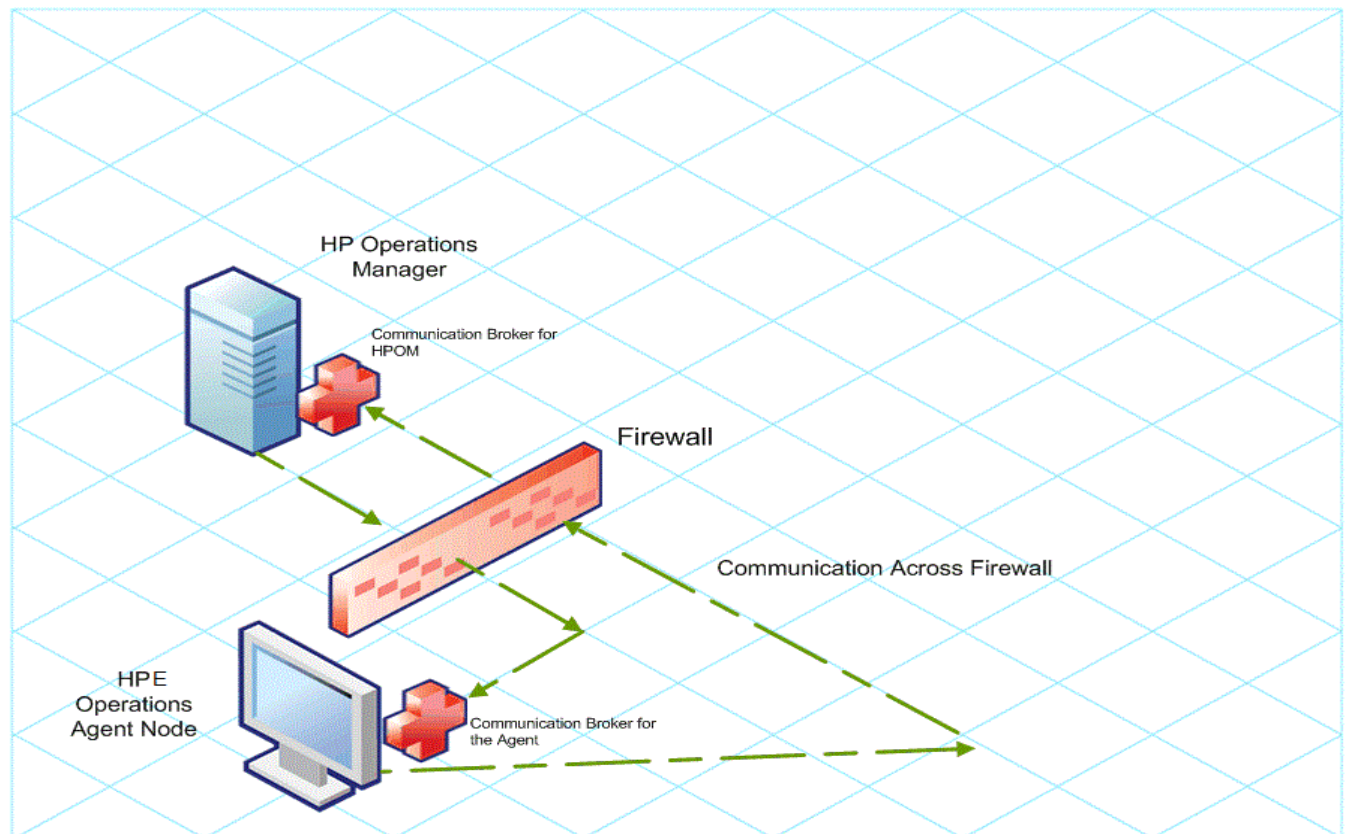 HP Operations
Manager
Communication Broker for
HPOM
Firewall
Communication Across Firewall
HPE
Operations
Agent Node
Communication Broker for
the Agent